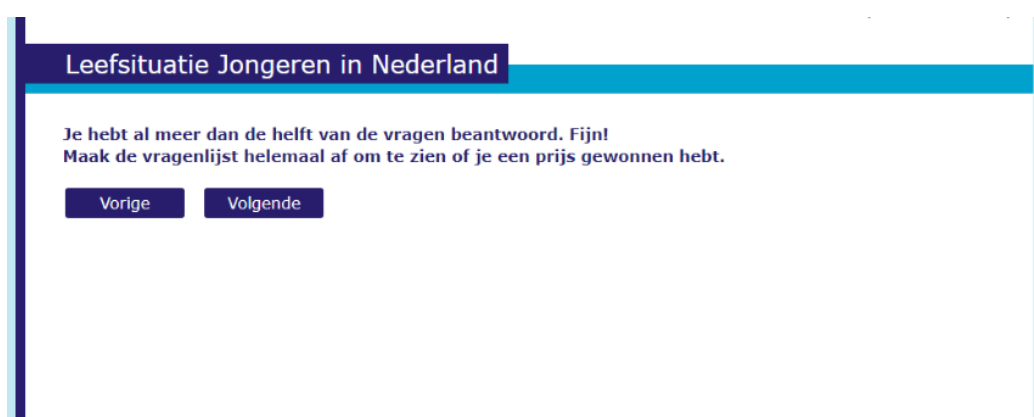 Leefsituatie Jongeren in Nederland
Je hebt al meer dan de helft van de vragen beantwoord. Fijn!
Maak de vragenlijst helemaal af om te zien of je een prijs gewonnen hebt.
Vorige Volgende